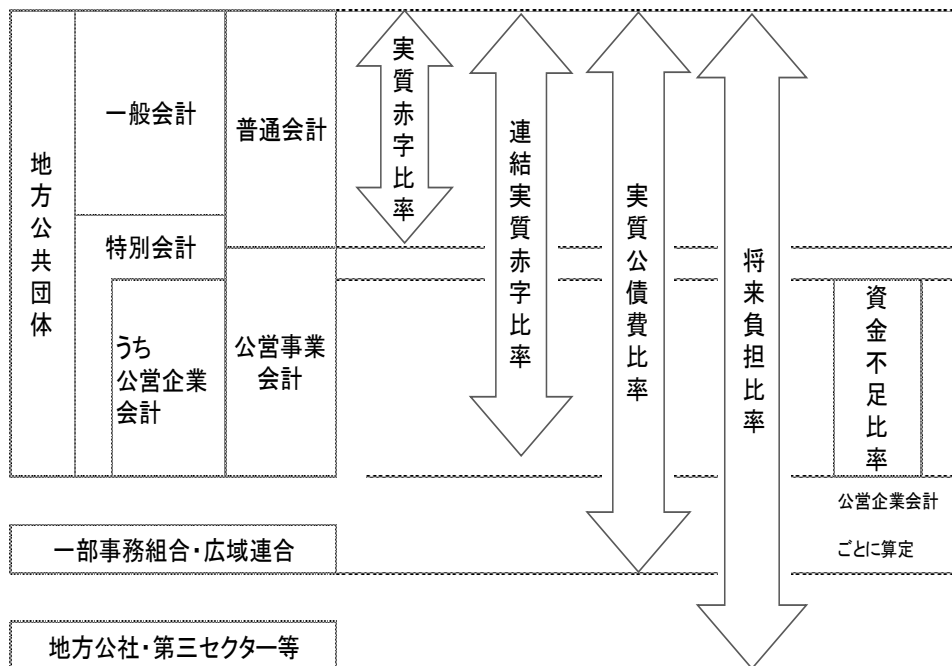 地方公共団体
一般会計
特別会計
うち
公営企業
会計
普通会計
公営事業
会計
実質赤字比率
連結実質赤字比率
実質公債費比率
将来負担比率
資金不足比率
公営企業会計
ごとに算定
一部事務組合・広域連合
地方公社・第三セクター等